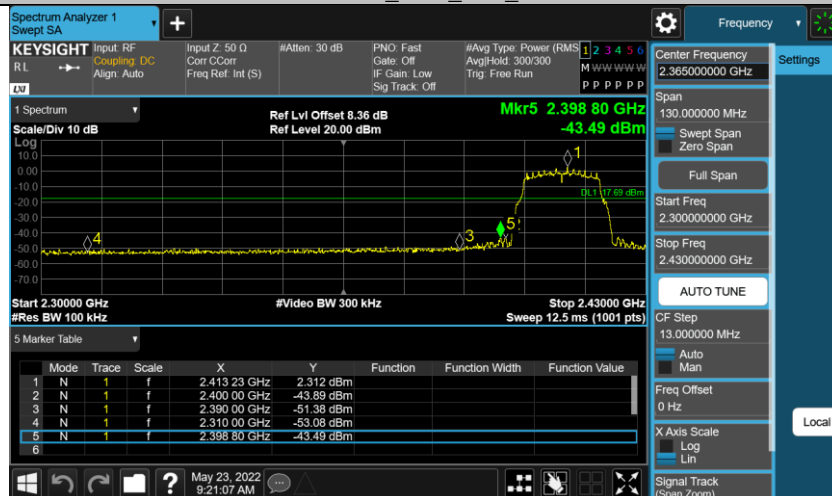 Spectrum Analyzer 1
Swept SA
Frequency
KEYSIGHT
RL
LXI
Input: RF
Coupling: DC
Align: Auto
Input Z: 50 Ω
Corr CCorr
Freq Ref: Int (S)
#Atten: 30 dB
PNO: Fast
Gate: Off
IF Gain: Low
Sig Track: Off
#Avg Type: Power (RMS
Avg|Hold: 300/300
Trig: Free Run
1 2 3 4 5 6
M W W W W W
P P P P P P
1 Spectrum
Scale/Div 10 dB
Ref Lvl Offset 8.36 dB
Ref Level 20.00 dBm
Mkr5 2.398 80 GHz
-43.49 dBm
Log
10.0
0.00
-10.0
-20.0
-30.0
-40.0
-50.0
-60.0
-70.0
1
DL1 -17.69 dBm
4
3
5
Start 2.30000 GHz
#Res BW 100 kHz
#Video BW 300 kHz
Stop 2.43000 GHz
Sweep 12.5 ms (1001 pts)
5 Marker Table
Mode Trace Scale X Y Function Function Width Function Value
1 N 1 f 2.413 23 GHz 2.312 dBm
2 N 1 f 2.400 00 GHz -43.89 dBm
3 N 1 f 2.390 00 GHz -51.38 dBm
4 N 1 f 2.310 00 GHz -53.08 dBm
5 N 1 f 2.398 80 GHz -43.49 dBm
6
May 23, 2022
9:21:07 AM
Center Frequency
2.365000000 GHz
Settings
Span
130.000000 MHz
Swept Span
Zero Span
Full Span
Start Freq
2.300000000 GHz
Stop Freq
2.430000000 GHz
AUTO TUNE
CF Step
13.000000 MHz
Auto
Man
Freq Offset
0 Hz
Local
X Axis Scale
Log
Lin
Signal Track
(Span Zoom)